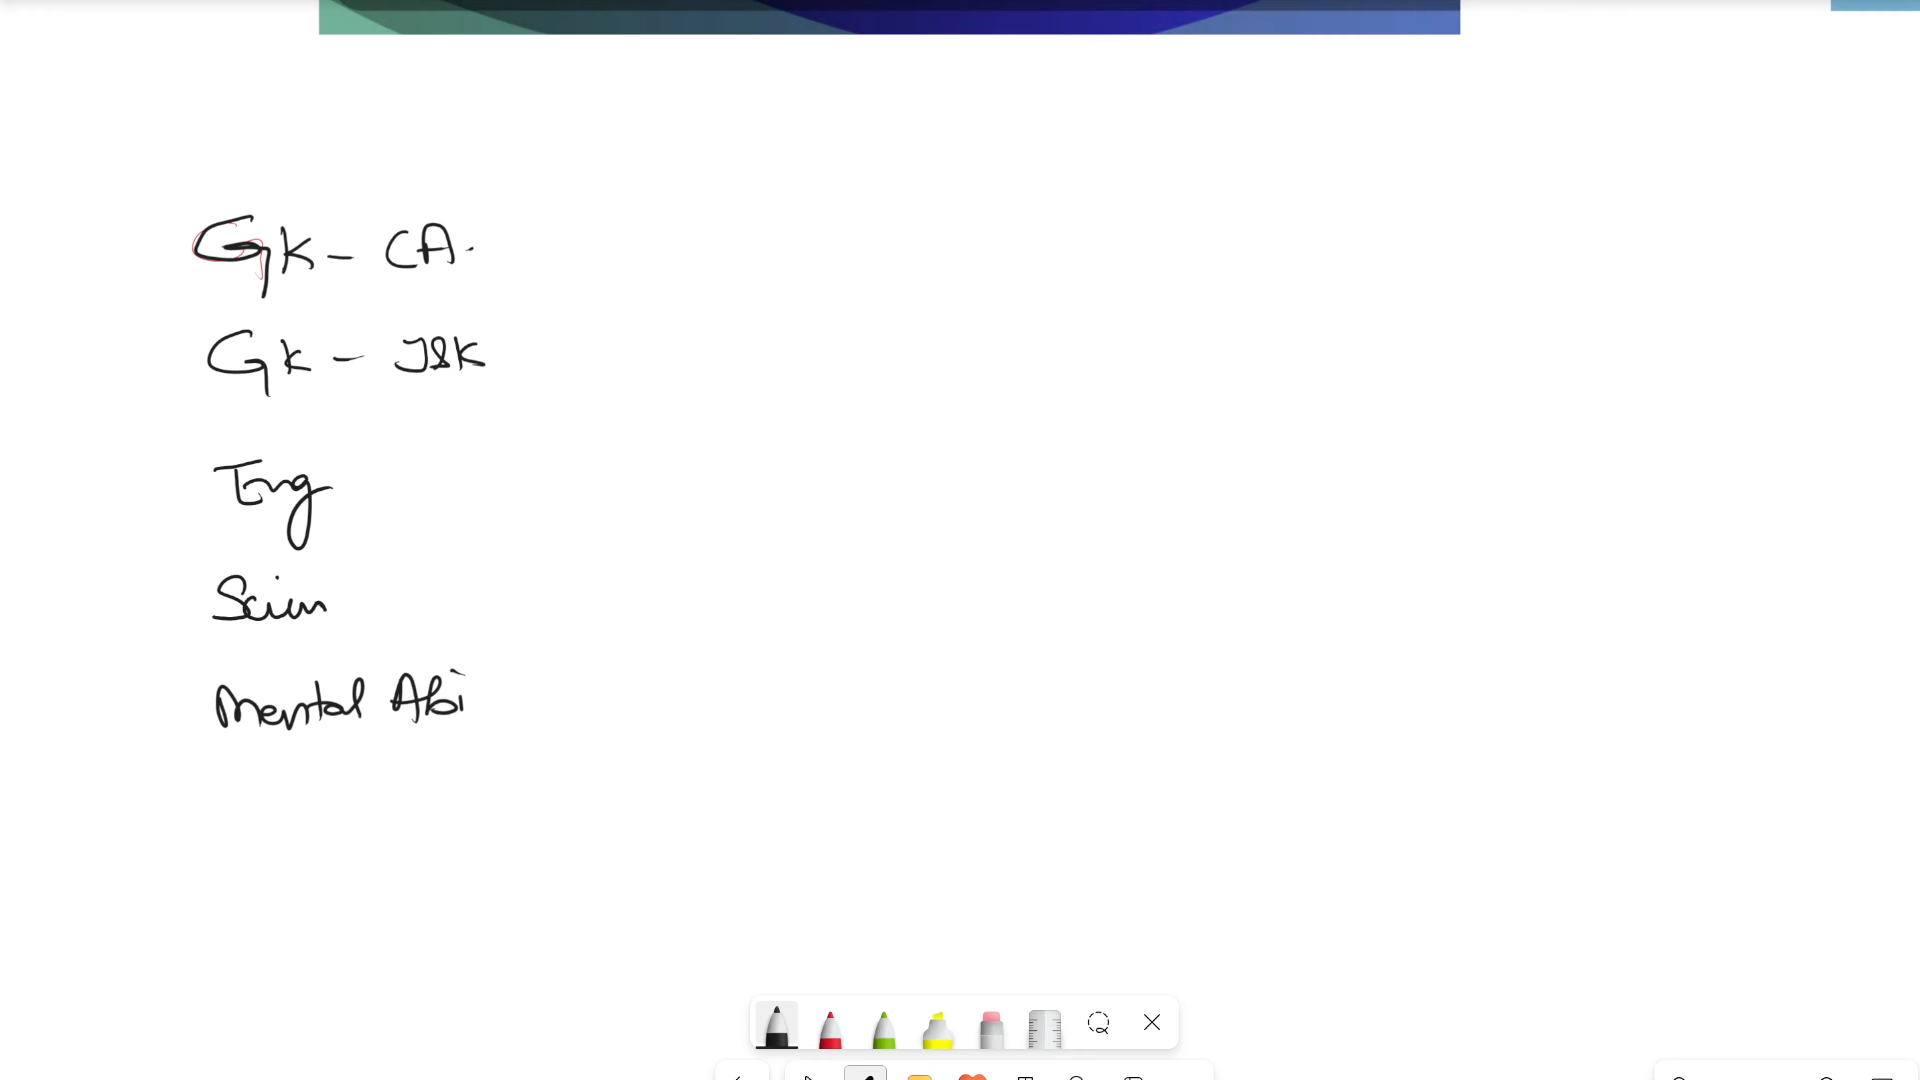 GK - CA.
Gk - J&K
Eng
Scien
Mental Abi